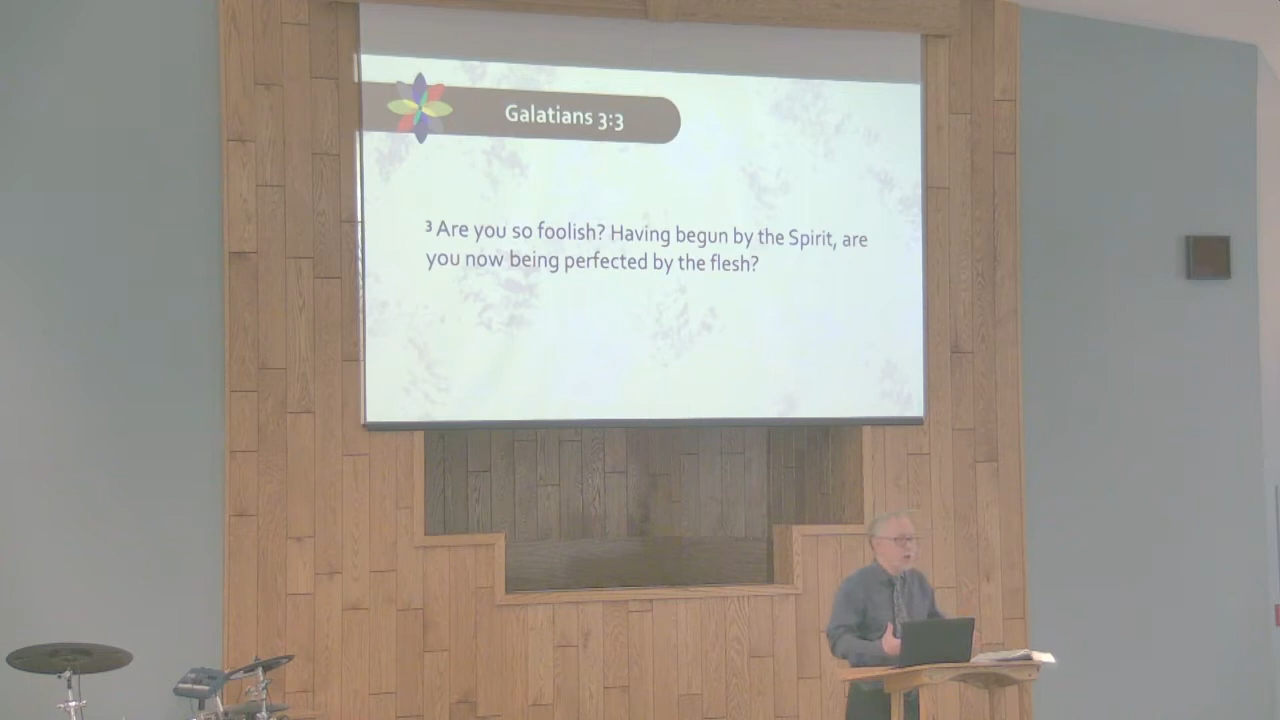 Galatians 3:3
3 Are you so foolish? Having begun by the Spirit, are
you now being perfected by the flesh?